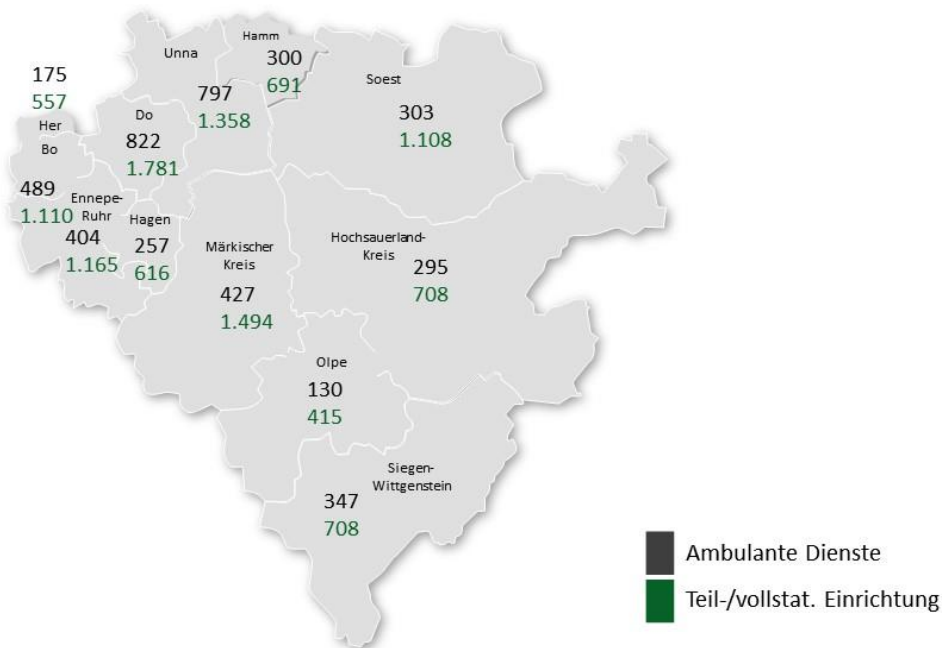 Hamm
300
691
Unna
797
1.358
Soest
303
1.108
175
557
Her
Bo
489
1.110
Do
822
1.781
Ennepe-
Ruhr
404
1.165
Hagen
257
616
Märkischer
Kreis
427
1.494
Hochsauerland-
Kreis
295
708
Olpe
130
415
Siegen-
Wittgenstein
347
708
Ambulante Dienste
Teil-/vollstat. Einrichtung